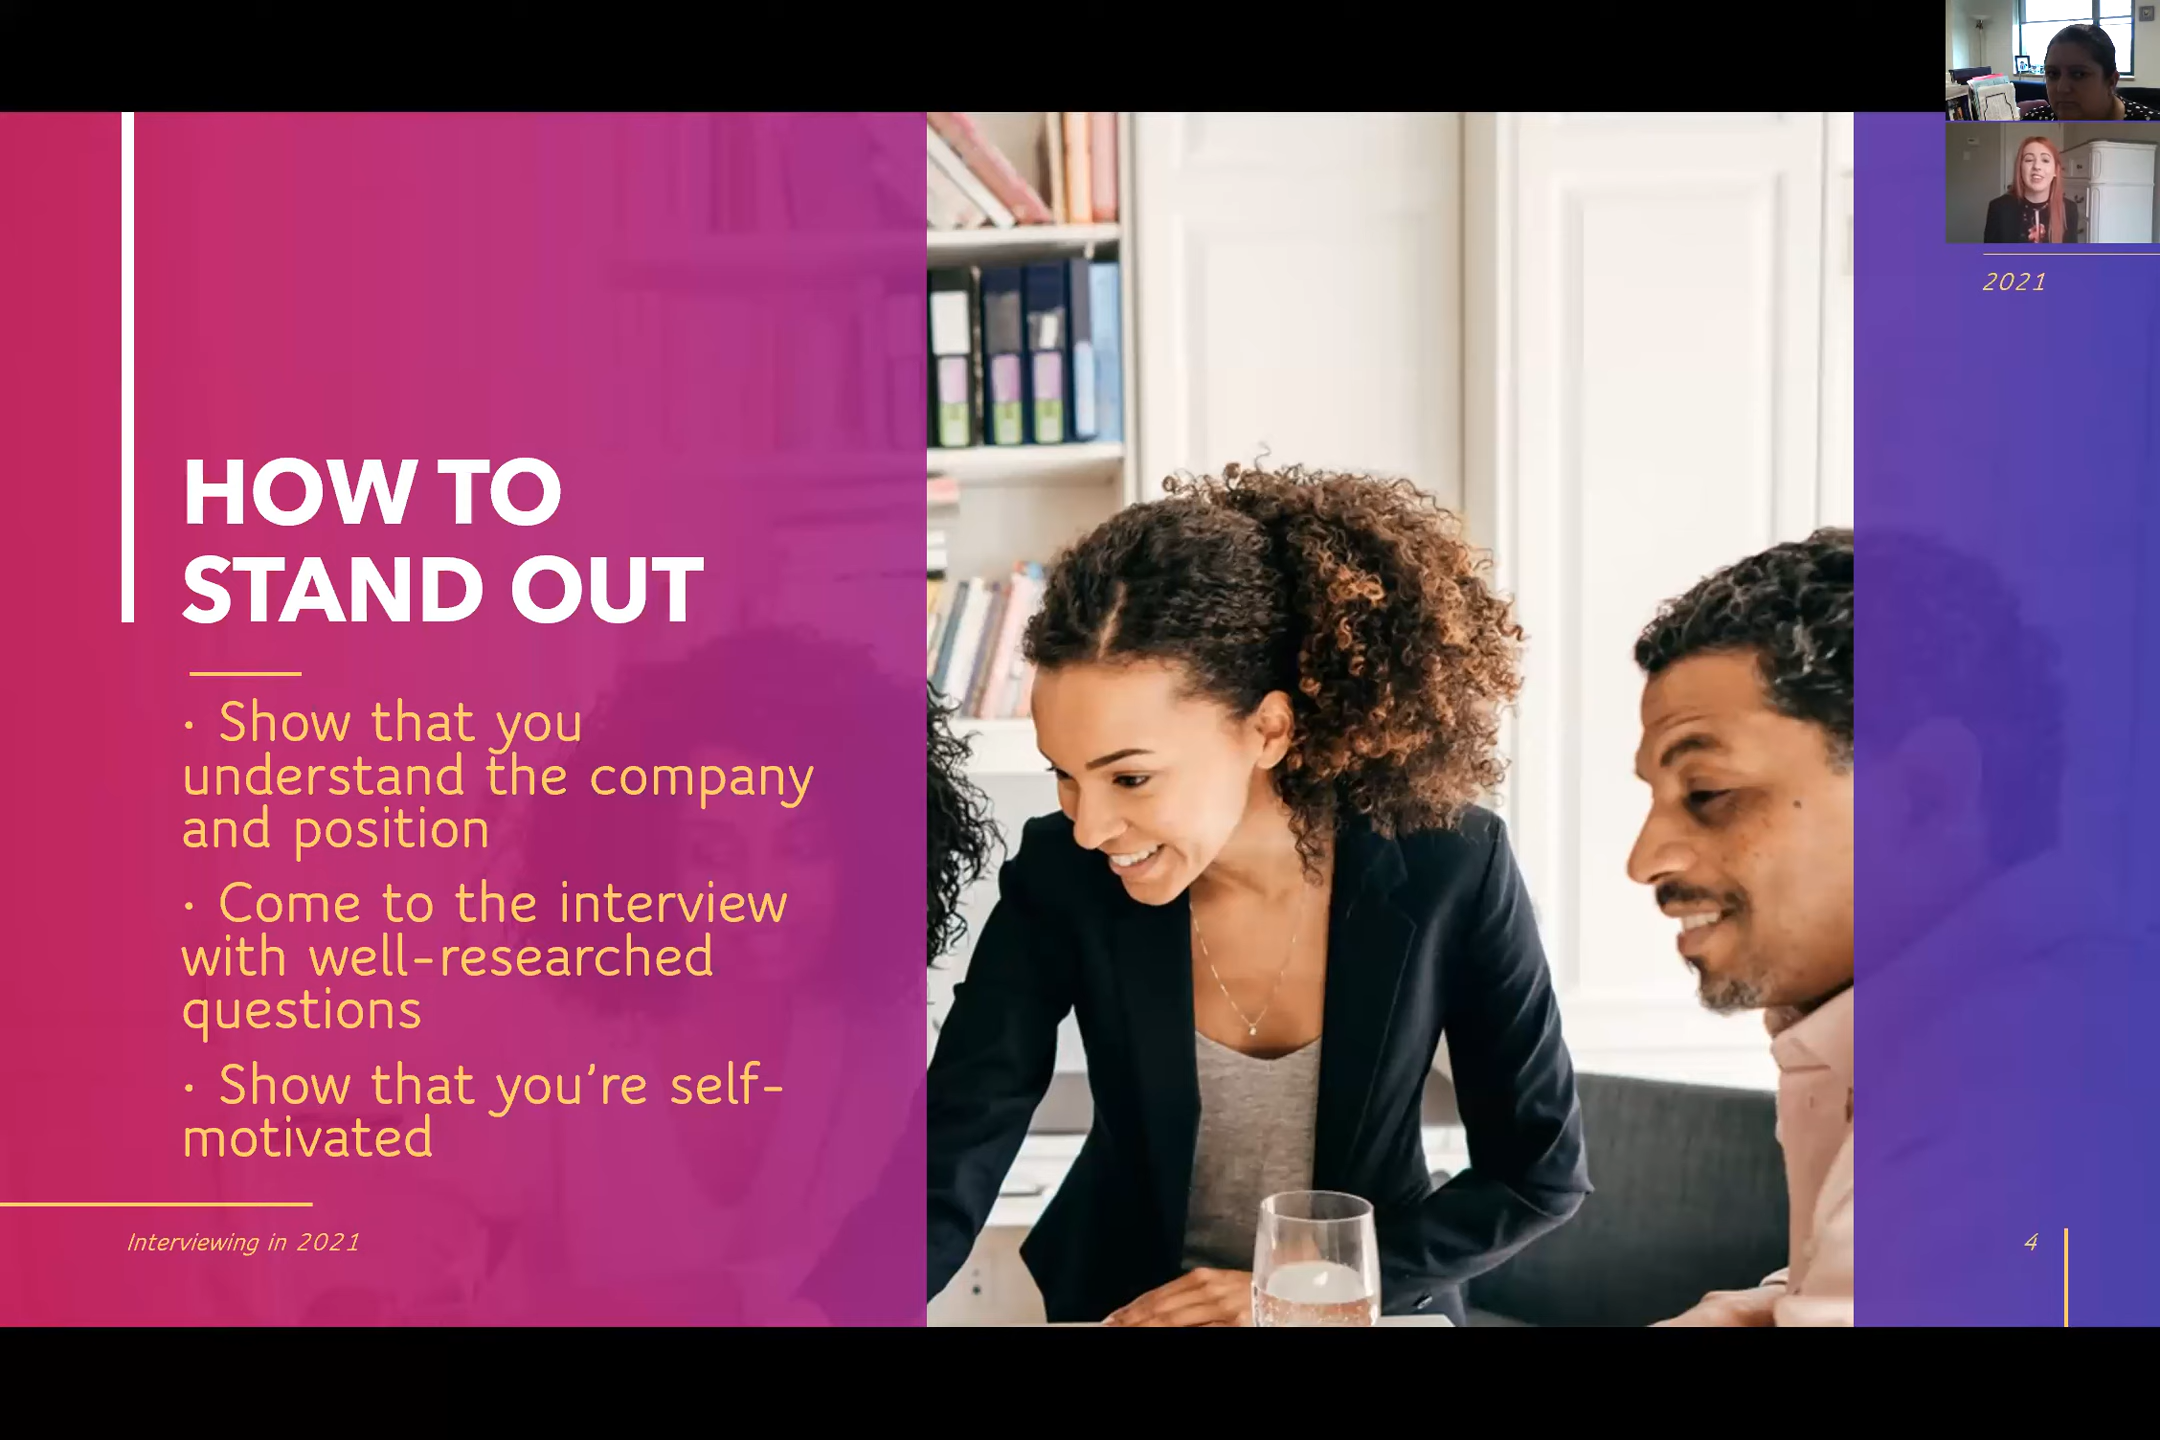 2021
HOW TO
STAND OUT
· Show that you
understand the company
and position
· Come to the interview
with well-researched
questions
· Show that you’re self-
motivated
Interviewing in 2021
4